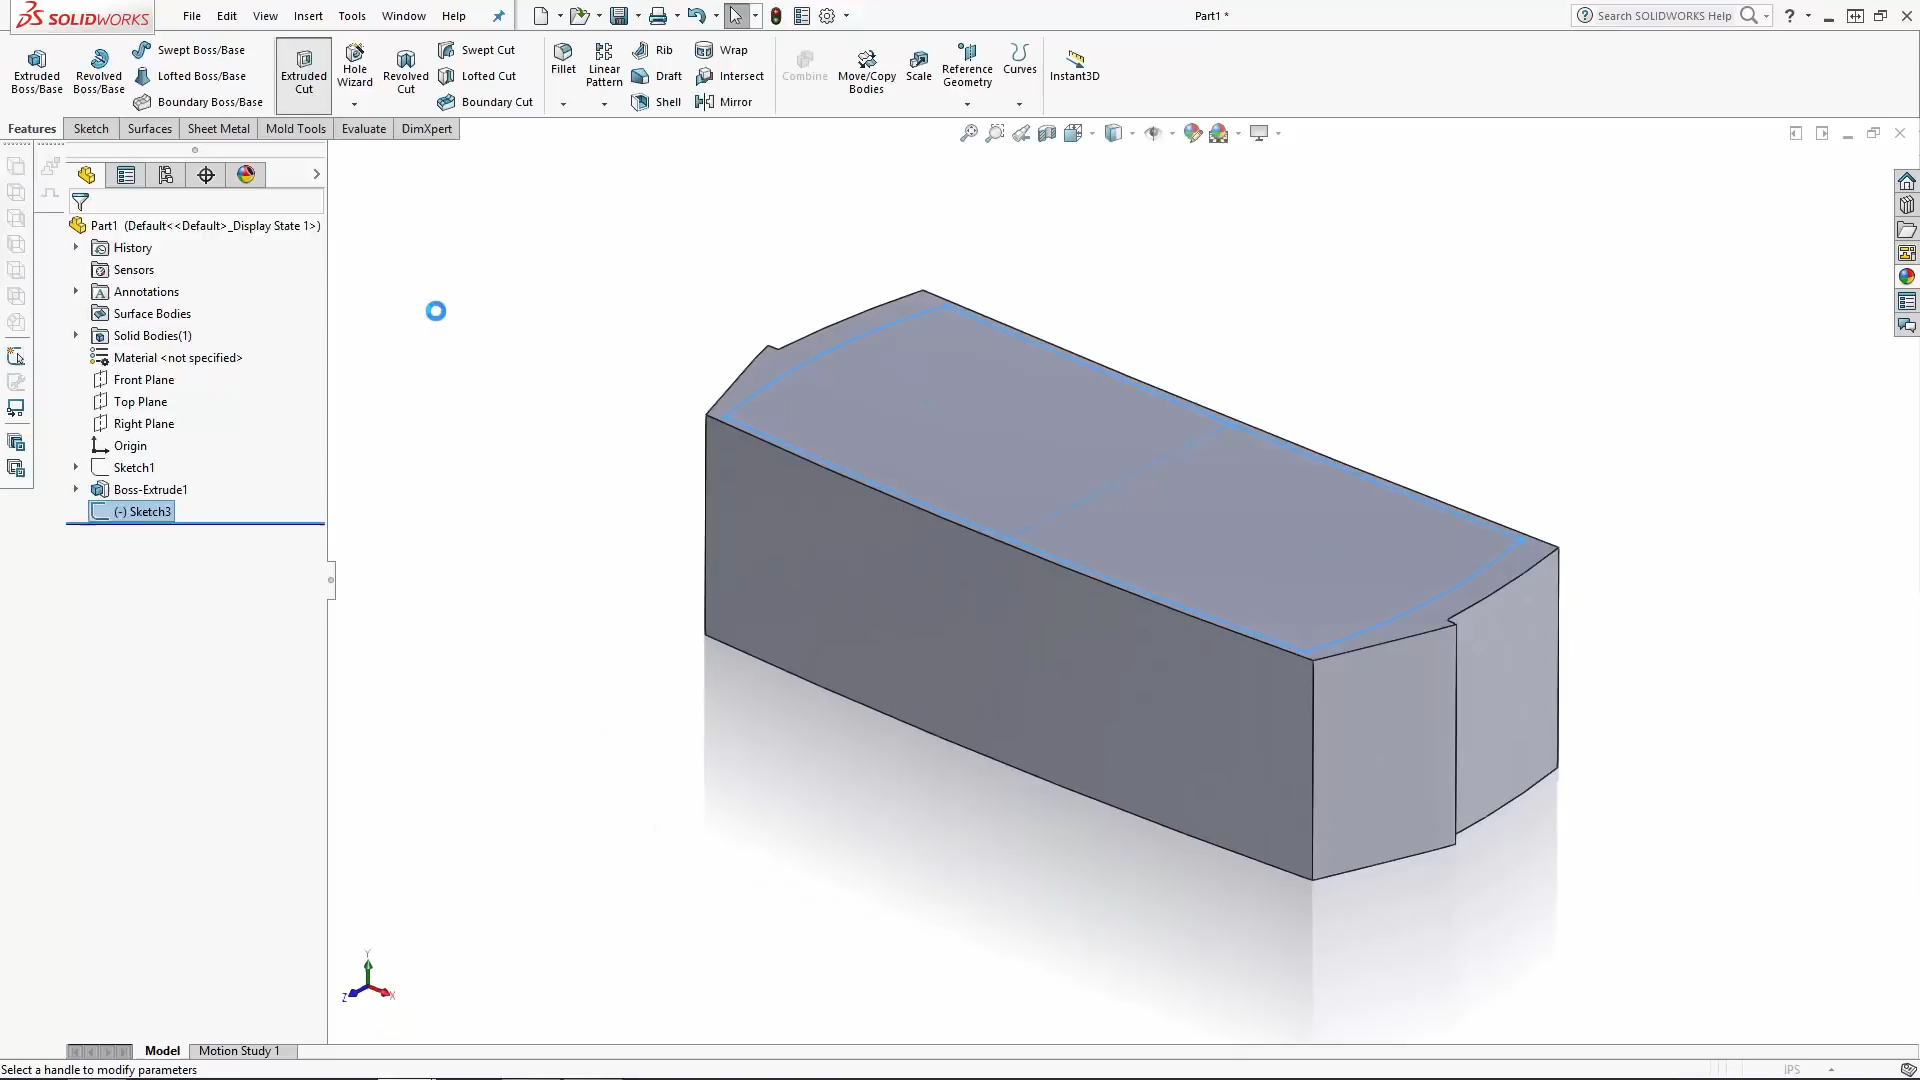 SOLIDWORKS File Edit View Insert Tools Window Help Part1 * Search SOLIDWORKS Help ?
Extruded Boss/Base
Revolved Boss/Base
Swept Boss/Base
Lofted Boss/Base
Boundary Boss/Base
Extruded Cut
Hole Wizard
Revolved Cut
Swept Cut
Lofted Cut
Boundary Cut
Fillet
Linear Pattern
Rib
Draft
Shell
Wrap
Intersect
Mirror
Combine
Move/Copy Bodies
Scale
Reference Geometry
Curves
Instant3D
Features Sketch Surfaces Sheet Metal Mold Tools Evaluate DimXpert
Part1 (Default<<Default>_Display State 1>)
History
Sensors
Annotations
Surface Bodies
Solid Bodies(1)
Material <not specified>
Front Plane
Top Plane
Right Plane
Origin
Sketch1
Boss-Extrude1
(-) Sketch3
Y
Z X
Model Motion Study 1
Select a handle to modify parameters IPS